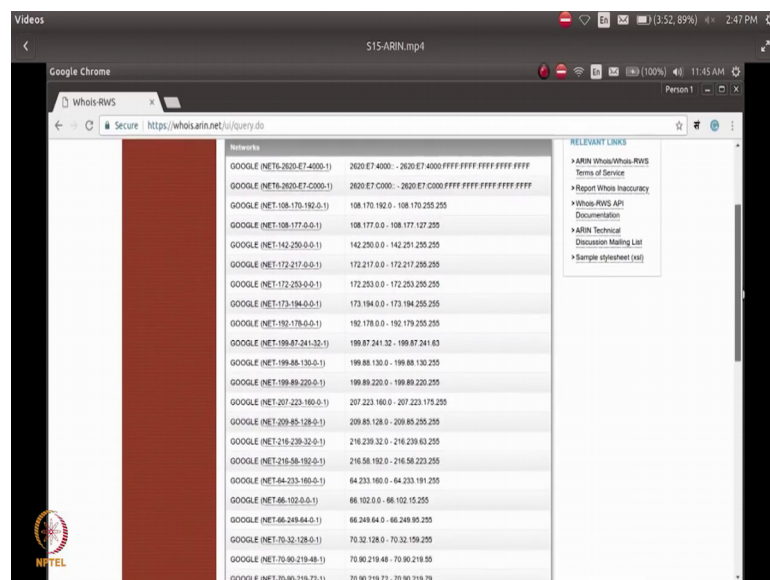 Videos
En (3:52, 89%) 2:47 PM
S15-ARIN.mp4
Google Chrome
En (100%) 11:45 AM
Person 1
Whois-RWS
Secure https://whois.arin.net/ui/query.do
Networks
GOOGLE (NET6-2620-E7-4000-1) 2620:E7:4000:: - 2620:E7:4000:FFFF:FFFF:FFFF:FFFF:FFFF
GOOGLE (NET6-2620-E7-C000-1) 2620:E7:C000:: - 2620:E7:C000:FFFF:FFFF:FFFF:FFFF:FFFF
GOOGLE (NET-108-170-192-0-1) 108.170.192.0 - 108.170.255.255
GOOGLE (NET-108-177-0-0-1) 108.177.0.0 - 108.177.127.255
GOOGLE (NET-142-250-0-0-1) 142.250.0.0 - 142.251.255.255
GOOGLE (NET-172-217-0-0-1) 172.217.0.0 - 172.217.255.255
GOOGLE (NET-172-253-0-0-1) 172.253.0.0 - 172.253.255.255
GOOGLE (NET-173-194-0-0-1) 173.194.0.0 - 173.194.255.255
GOOGLE (NET-192-178-0-0-1) 192.178.0.0 - 192.179.255.255
GOOGLE (NET-199-87-241-32-1) 199.87.241.32 - 199.87.241.63
GOOGLE (NET-199-88-130-0-1) 199.88.130.0 - 199.88.130.255
GOOGLE (NET-199-89-220-0-1) 199.89.220.0 - 199.89.220.255
GOOGLE (NET-207-223-160-0-1) 207.223.160.0 - 207.223.175.255
GOOGLE (NET-209-85-128-0-1) 209.85.128.0 - 209.85.255.255
GOOGLE (NET-216-239-32-0-1) 216.239.32.0 - 216.239.63.255
GOOGLE (NET-216-58-192-0-1) 216.58.192.0 - 216.58.223.255
GOOGLE (NET-64-233-160-0-1) 64.233.160.0 - 64.233.191.255
GOOGLE (NET-66-102-0-0-1) 66.102.0.0 - 66.102.15.255
GOOGLE (NET-66-249-64-0-1) 66.249.64.0 - 66.249.95.255
GOOGLE (NET-70-32-128-0-1) 70.32.128.0 - 70.32.159.255
GOOGLE (NET-70-90-219-48-1) 70.90.219.48 - 70.90.219.55
GOOGLE (NET-70-90-219-72-1) 70.90.219.72 - 70.90.219.79
RELEVANT LINKS
> ARIN Whois/Whois-RWS
Terms of Service
> Report Whois Inaccuracy
> Whois-RWS API
Documentation
> ARIN Technical
Discussion Mailing List
> Sample stylesheet (xsl)
NPTEL